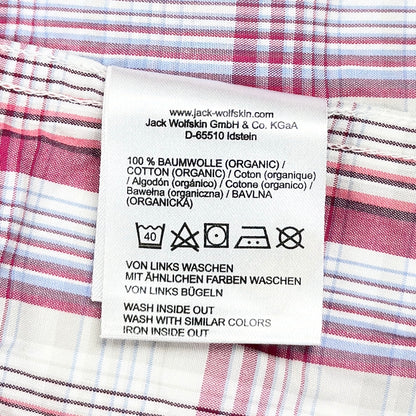 www.jack-wolfskin.com
Jack Wolfskin GmbH & Co. KGaA
D-65510 Idstein
100 % BAUMWOLLE (ORGANIC) /
COTTON (ORGANIC) / Coton (organique)
/ Algodón (orgánico) / Cotone (organico) /
Bawełna (organiczna) / BAVLNA
(ORGANICKÁ)
40
VON LINKS WASCHEN
MIT ÄHNLICHEN FARBEN WASCHEN
VON LINKS BÜGELN
WASH INSIDE OUT
WASH WITH SIMILAR COLORS
IRON INSIDE OUT